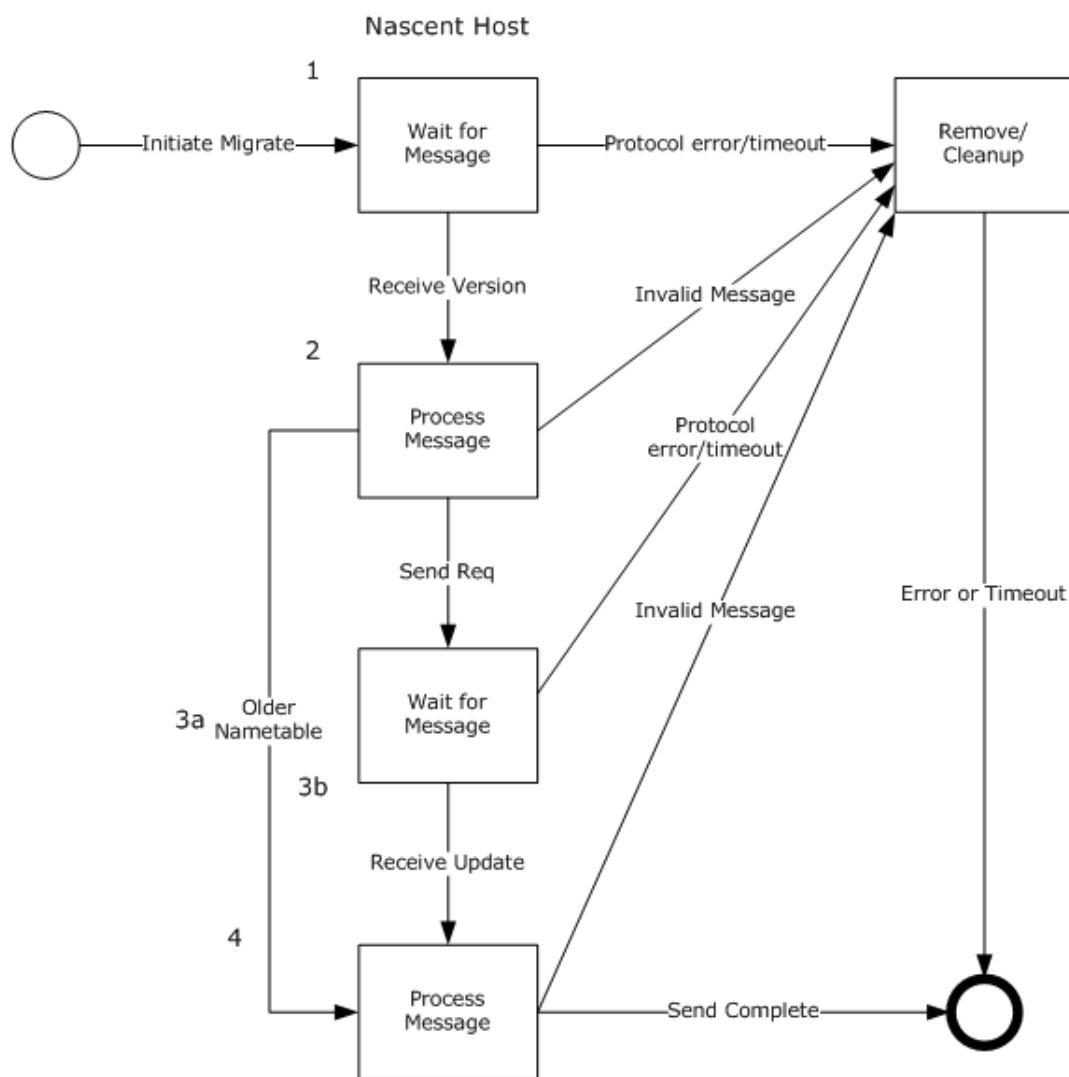 Nascent Host
1
Initiate Migrate
Wait for
Message
Protocol error/timeout
Remove/
Cleanup
Receive Version
Invalid Message
2
Process
Message
Protocol
error/timeout
Send Req
Error or Timeout
Invalid Message
3a
Older
Nametable
Wait for
Message
3b
Receive Update
4
Process
Message
Send Complete